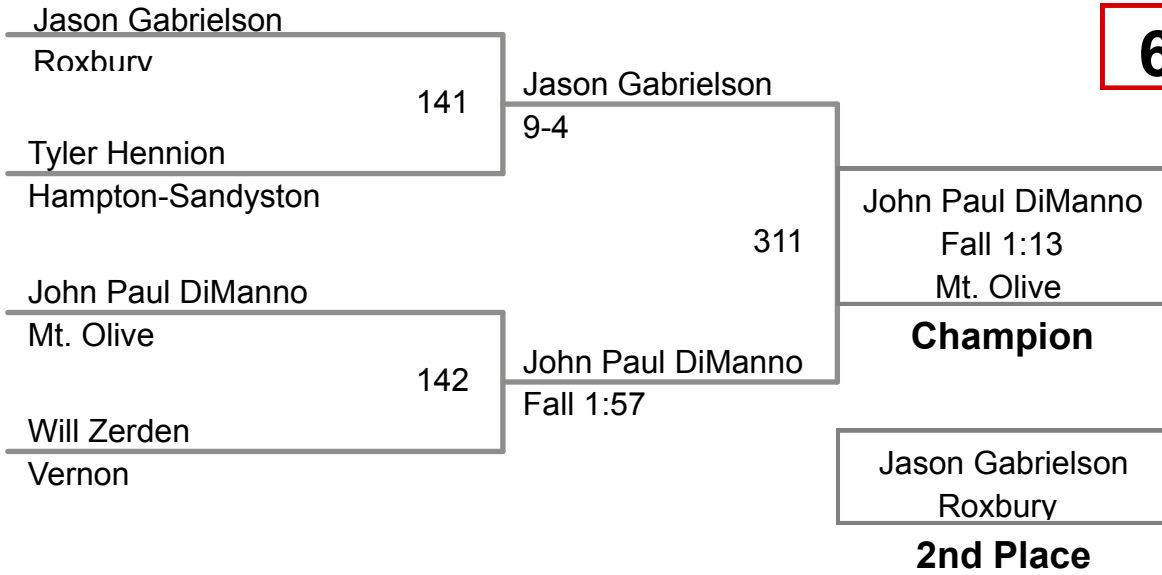 Jason Gabrielson
Roxbury
141
Tyler Hennion
Hampton-Sandyston
John Paul DiManno
Mt. Olive
142
Will Zerden
Vernon
Jason Gabrielson
9-4
311
John Paul DiManno
Fall 1:57
6
John Paul DiManno
Fall 1:13
Mt. Olive
Champion
Jason Gabrielson
Roxbury
2nd Place